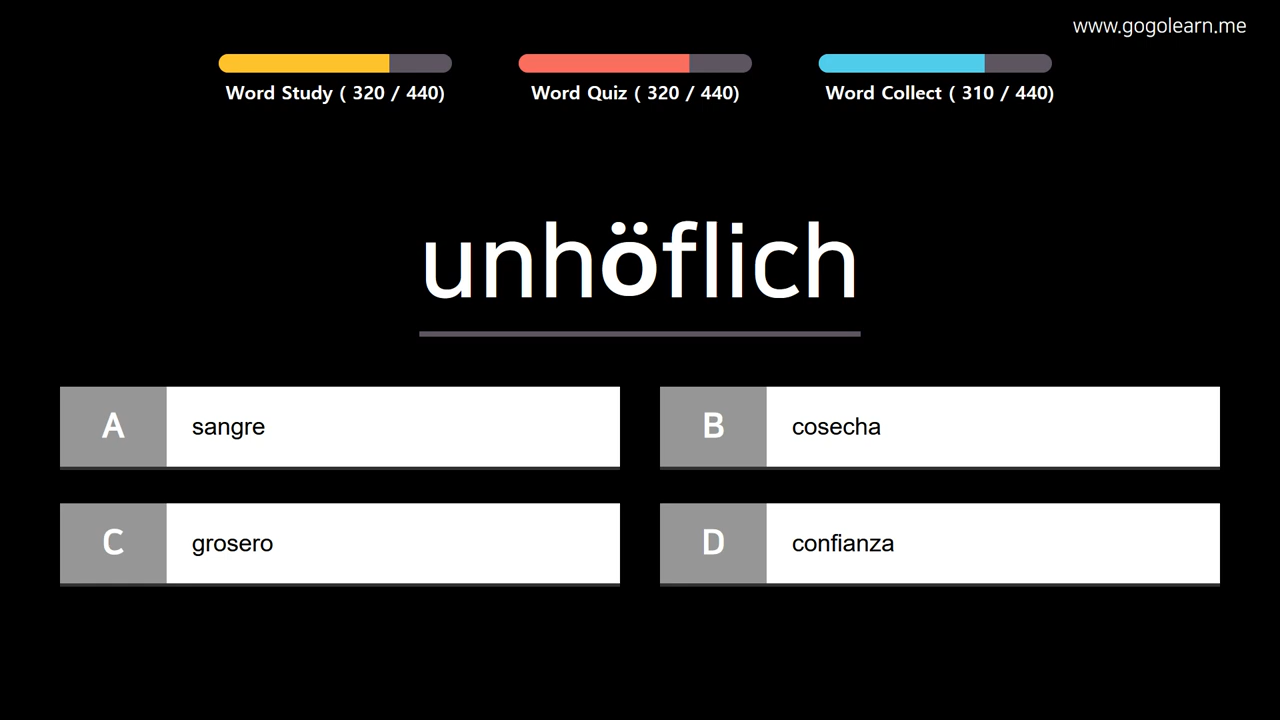 www.gogolearn.me
Word Study ( 320 / 440)
Word Quiz ( 320 / 440)
Word Collect ( 310 / 440)
unhöflich
A sangre
B cosecha
C grosero
D confianza